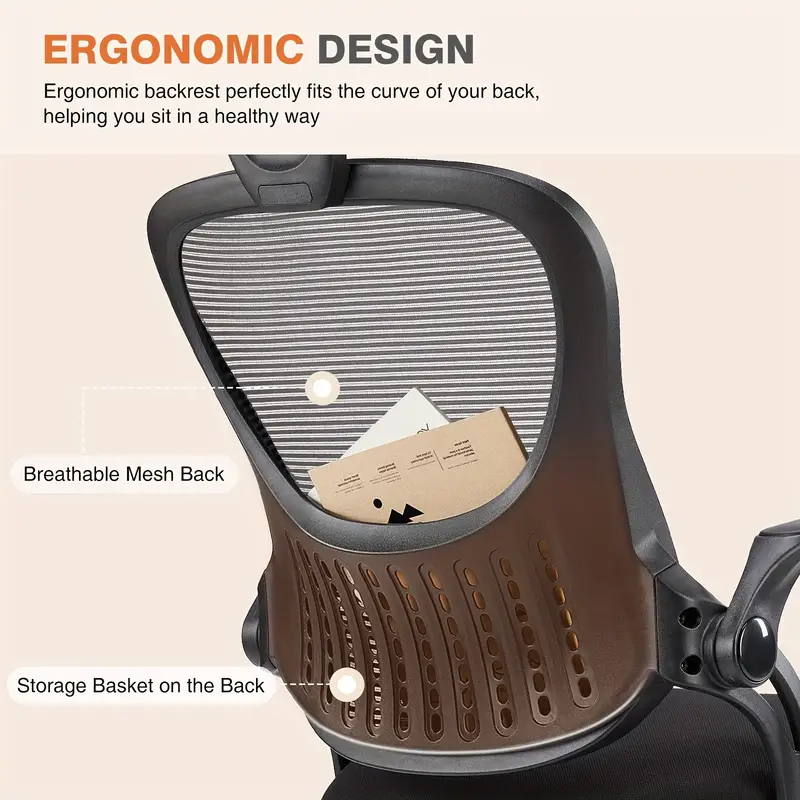 ERGONOMIC DESIGN
Ergonomic backrest perfectly fits the curve of your back,
helping you sit in a healthy way
Breathable Mesh Back
Storage Basket on the Back